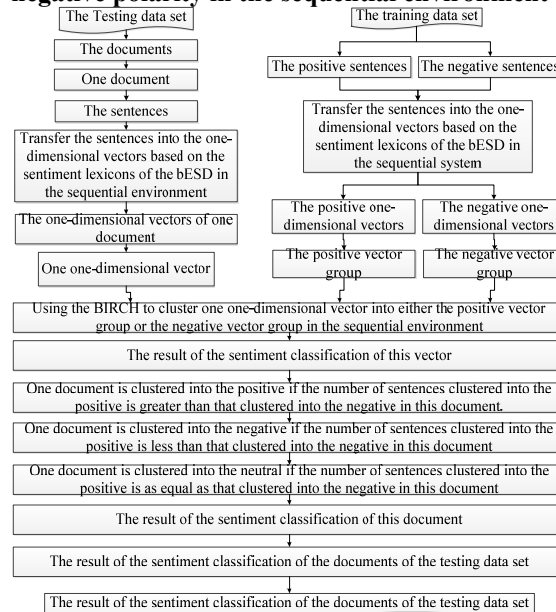 negative polarity in the sequential environment
The Testing data set
The documents
One document
The sentences
Transfer the sentences into the one-
dimensional vectors based on the
sentiment lexicons of the bESD in
the sequential environment
The one-dimensional vectors of one
document
One one-dimensional vector
The training data set
The positive sentences
The negative sentences
Transfer the sentences into the one-
dimensional vectors based on the
sentiment lexicons of the bESD in
the sequential system
The positive one-
dimensional vectors
The negative one-
dimensional vectors
The positive vector
group
The negative vector
group
Using the BIRCH to cluster one one-dimensional vector into either the positive vector
group or the negative vector group in the sequential environment
The result of the sentiment classification of this vector
One document is clustered into the positive if the number of sentences clustered into the
positive is greater than that clustered into the negative in this document.
One document is clustered into the negative if the number of sentences clustered into the
positive is less than that clustered into the negative in this document
One document is clustered into the neutral if the number of sentences clustered into the
positive is as equal as that clustered into the negative in this document
The result of the sentiment classification of this document
The result of the sentiment classification of the documents of the testing data set
The result of the sentiment classification of the documents of the testing data set